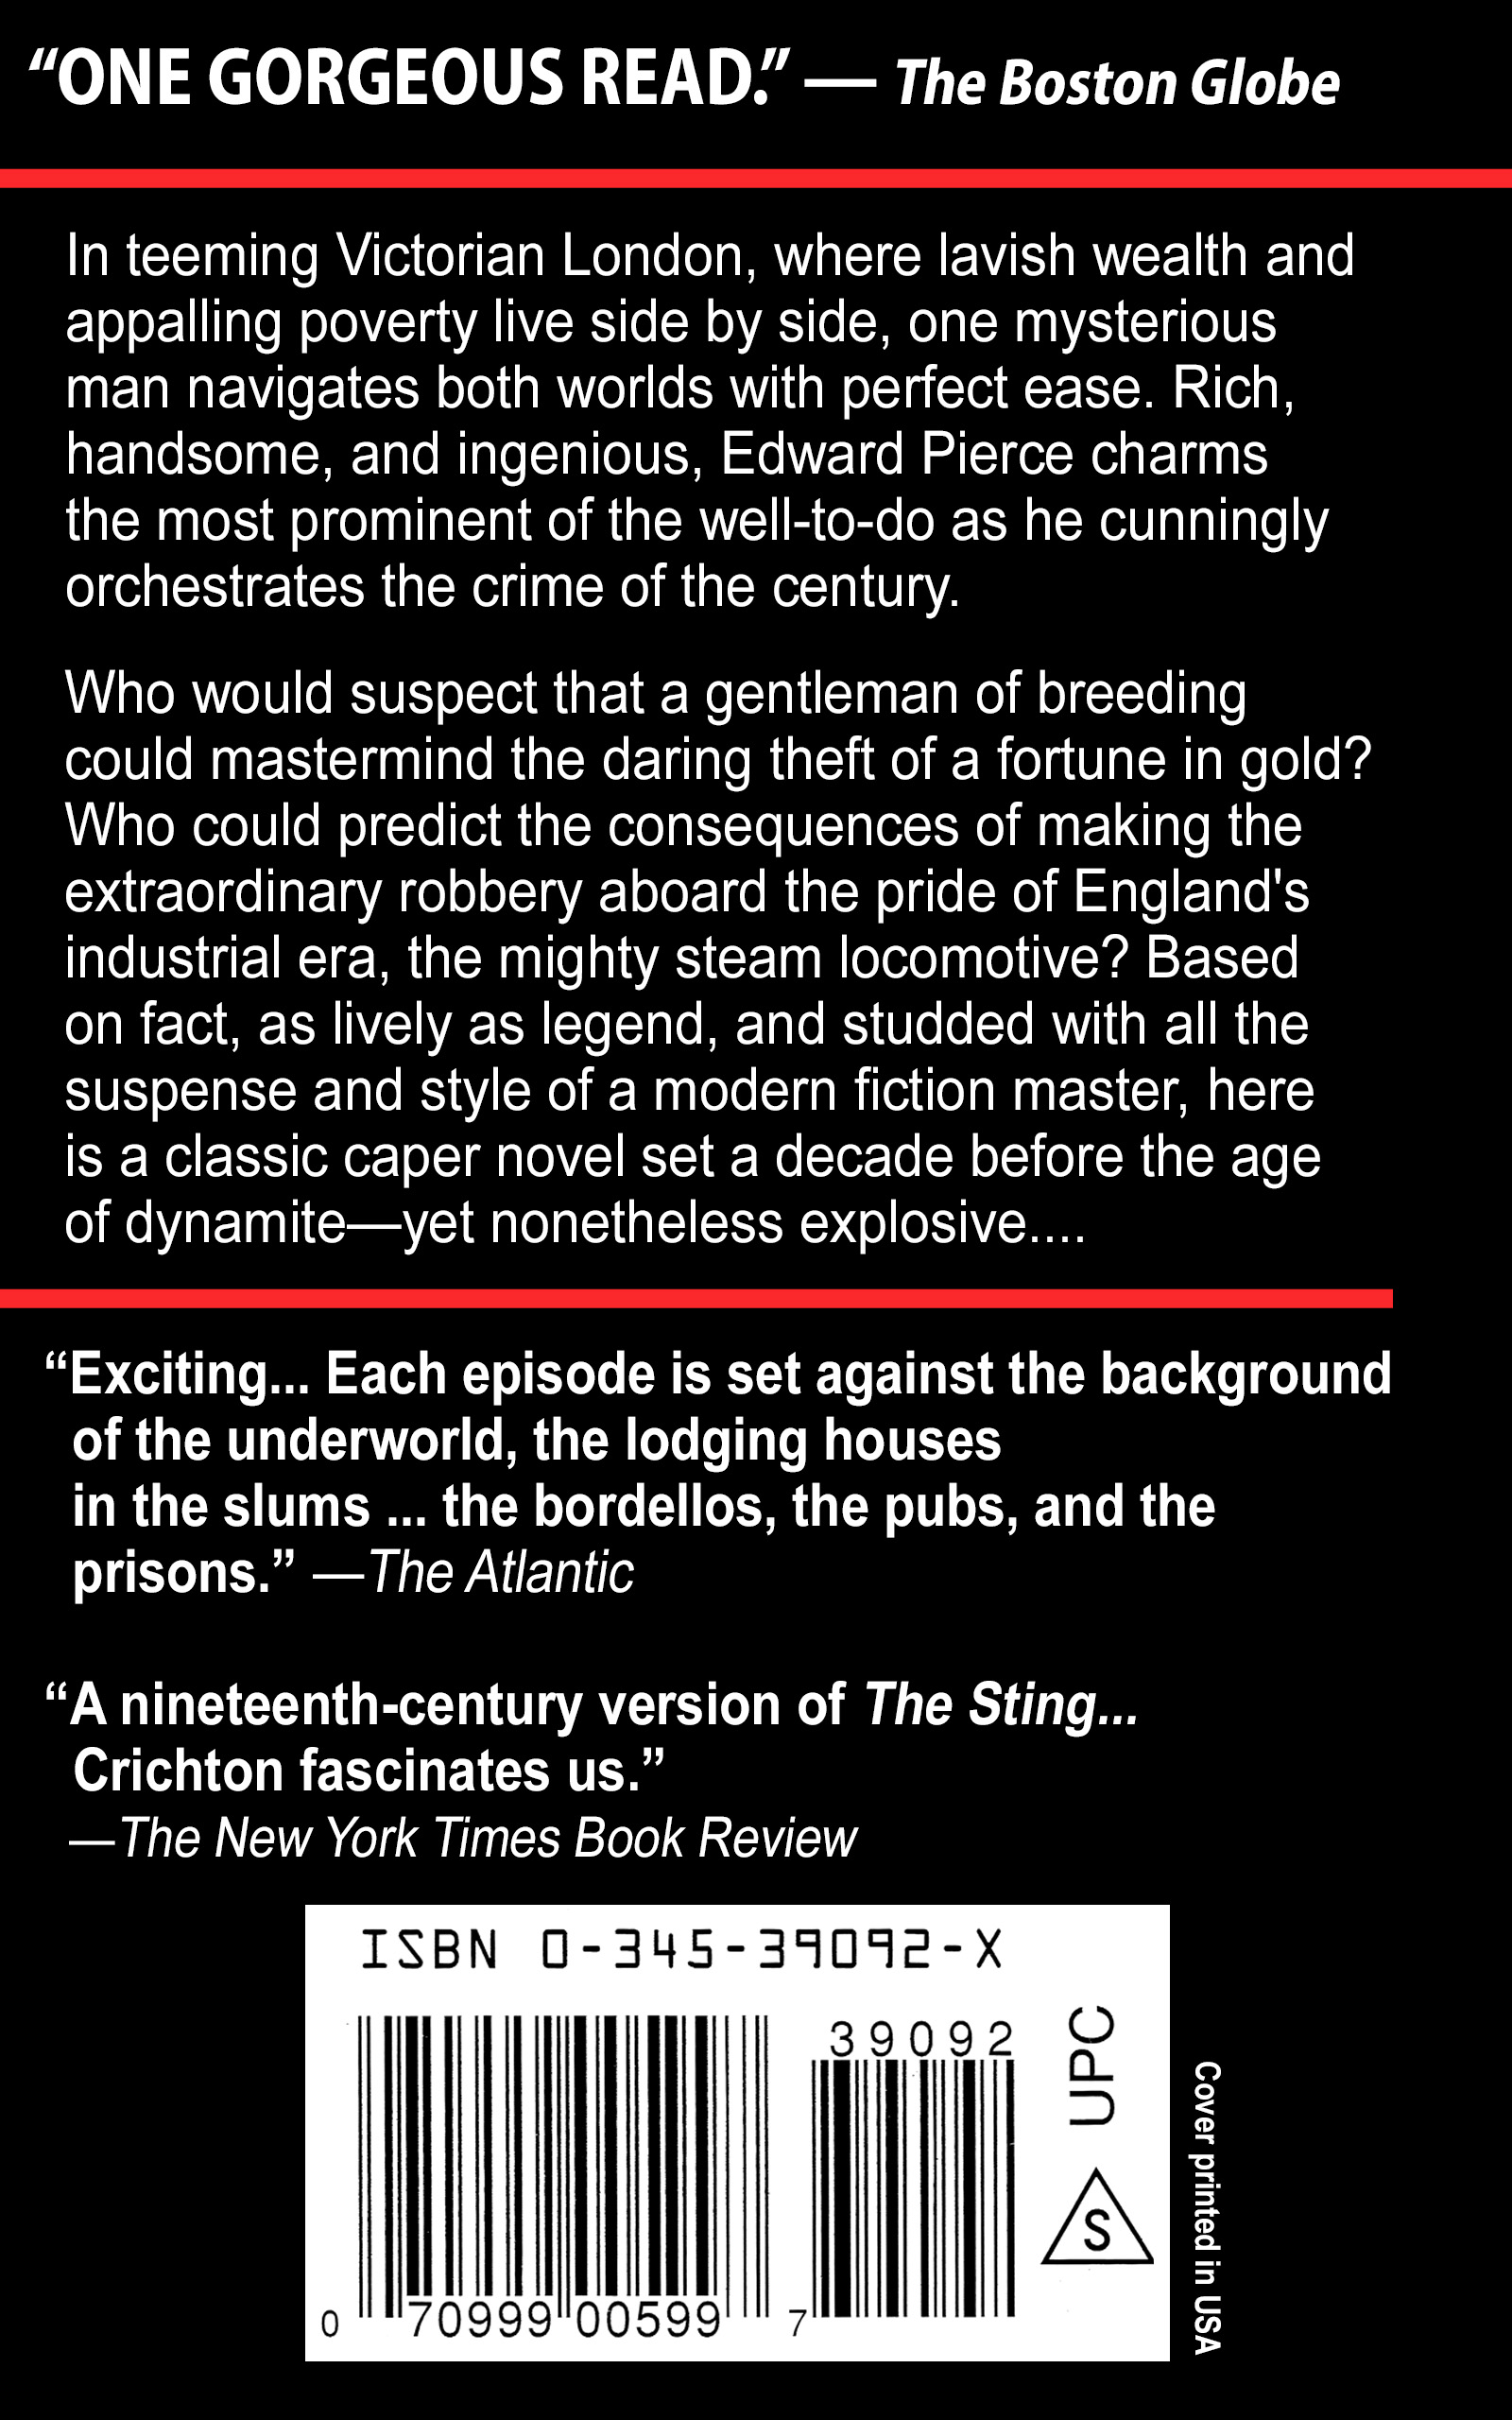 “ONE GORGEOUS READ.” — The Boston Globe
In teeming Victorian London, where lavish wealth and
appalling poverty live side by side, one mysterious
man navigates both worlds with perfect ease. Rich,
handsome, and ingenious, Edward Pierce charms
the most prominent of the well-to-do as he cunningly
orchestrates the crime of the century.
Who would suspect that a gentleman of breeding
could mastermind the daring theft of a fortune in gold?
Who could predict the consequences of making the
extraordinary robbery aboard the pride of England's
industrial era, the mighty steam locomotive? Based
on fact, as lively as legend, and studded with all the
suspense and style of a modern fiction master, here
is a classic caper novel set a decade before the age
of dynamite—yet nonetheless explosive....
“Exciting... Each episode is set against the background
of the underworld, the lodging houses
in the slums ... the bordellos, the pubs, and the
prisons.” —The Atlantic
“A nineteenth-century version of The Sting...
Crichton fascinates us.”
—The New York Times Book Review
ISBN 0-345-39092-X
39092
0 70999 00599 7
UPC
S
Cover printed in USA